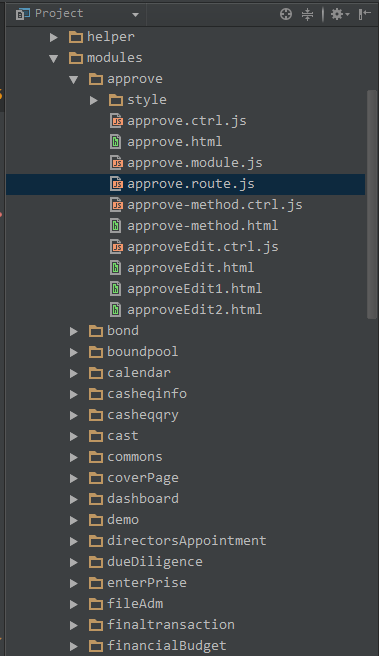 Project
helper
modules
approve
style
approve.ctrl.js
approve.html
approve.module.js
approve.route.js
approve-method.ctrl.js
approve-method.html
approveEdit.ctrl.js
approveEdit.html
approveEdit1.html
approveEdit2.html
bond
boundpool
calendar
casheqinfo
casheqqry
cast
commons
coverPage
dashboard
demo
directorsAppointment
dueDiligence
enterPrise
fileAdm
finaltransaction
financialBudget